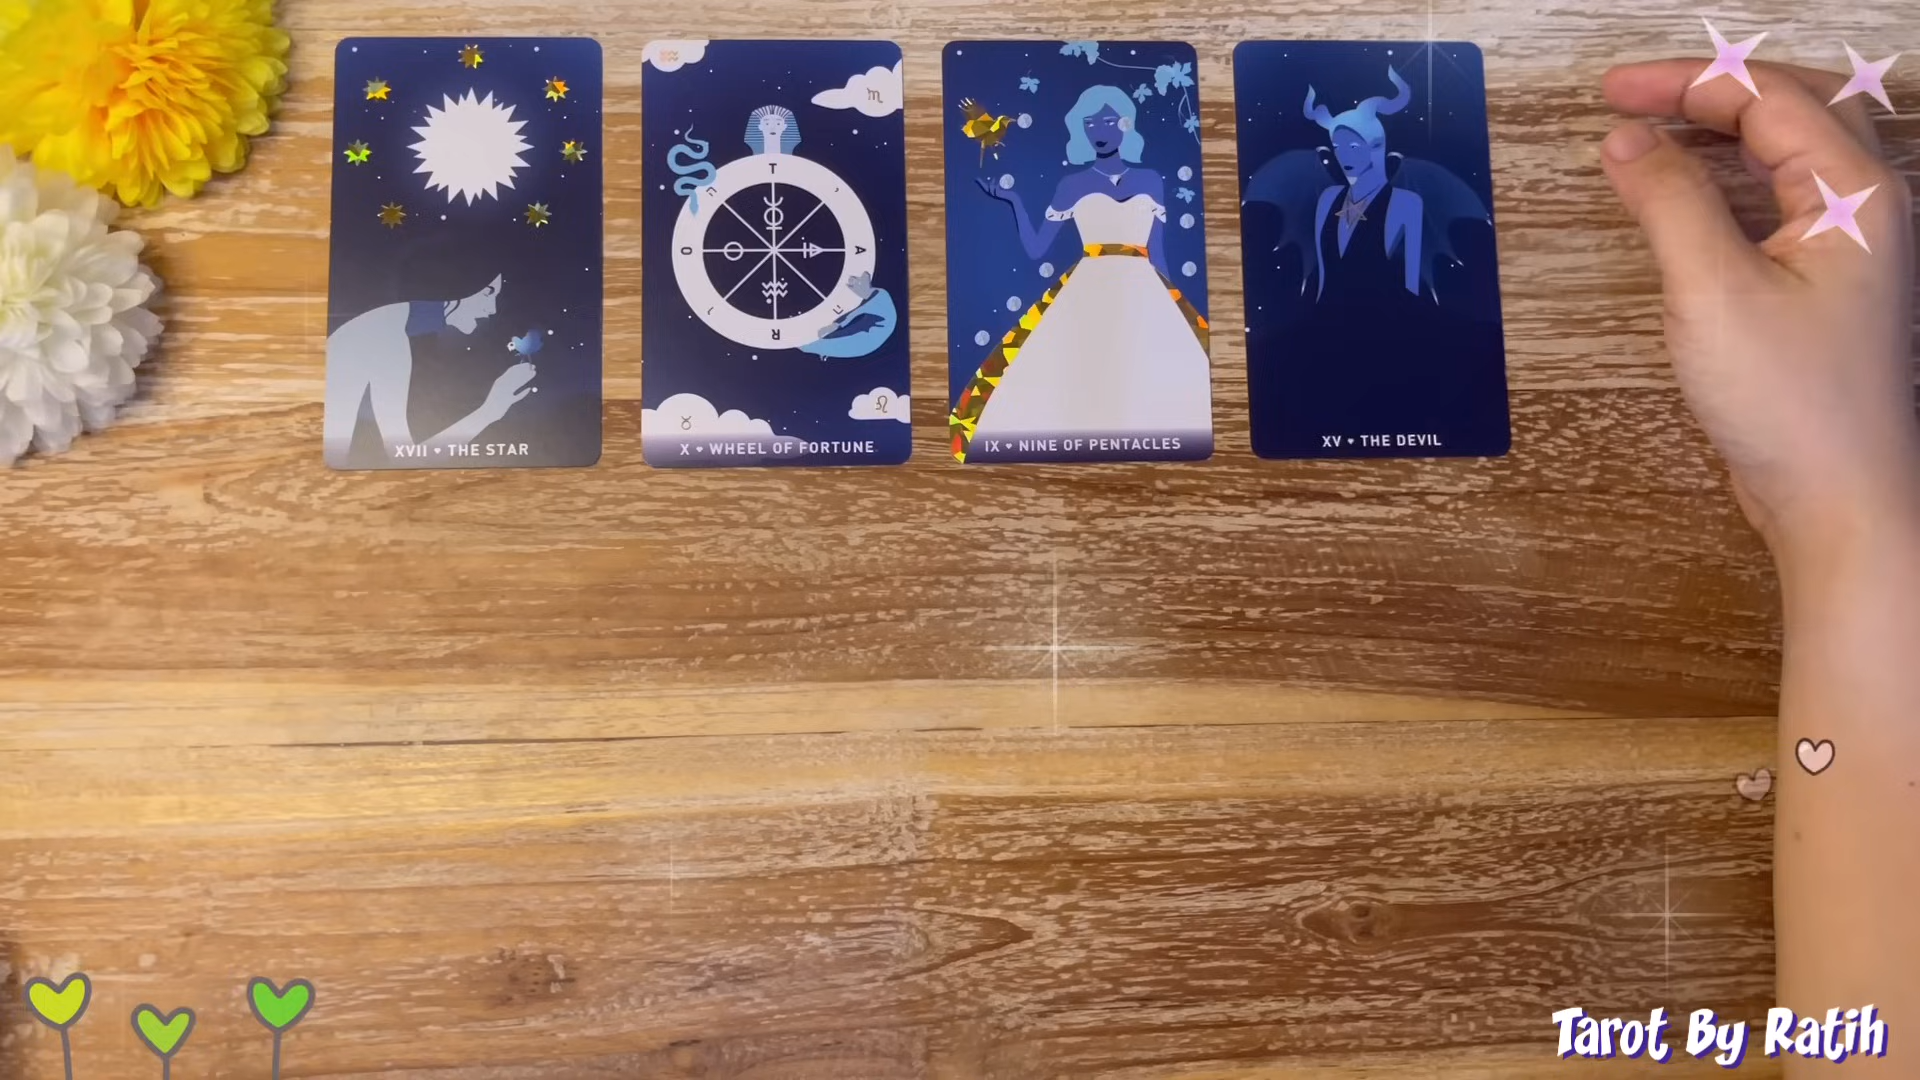 XVII ♥ THE STAR
X ♥ WHEEL OF FORTUNE
IX ♥ NINE OF PENTACLES
XV ♥ THE DEVIL
T
A
R
O
Tarot By Ratih